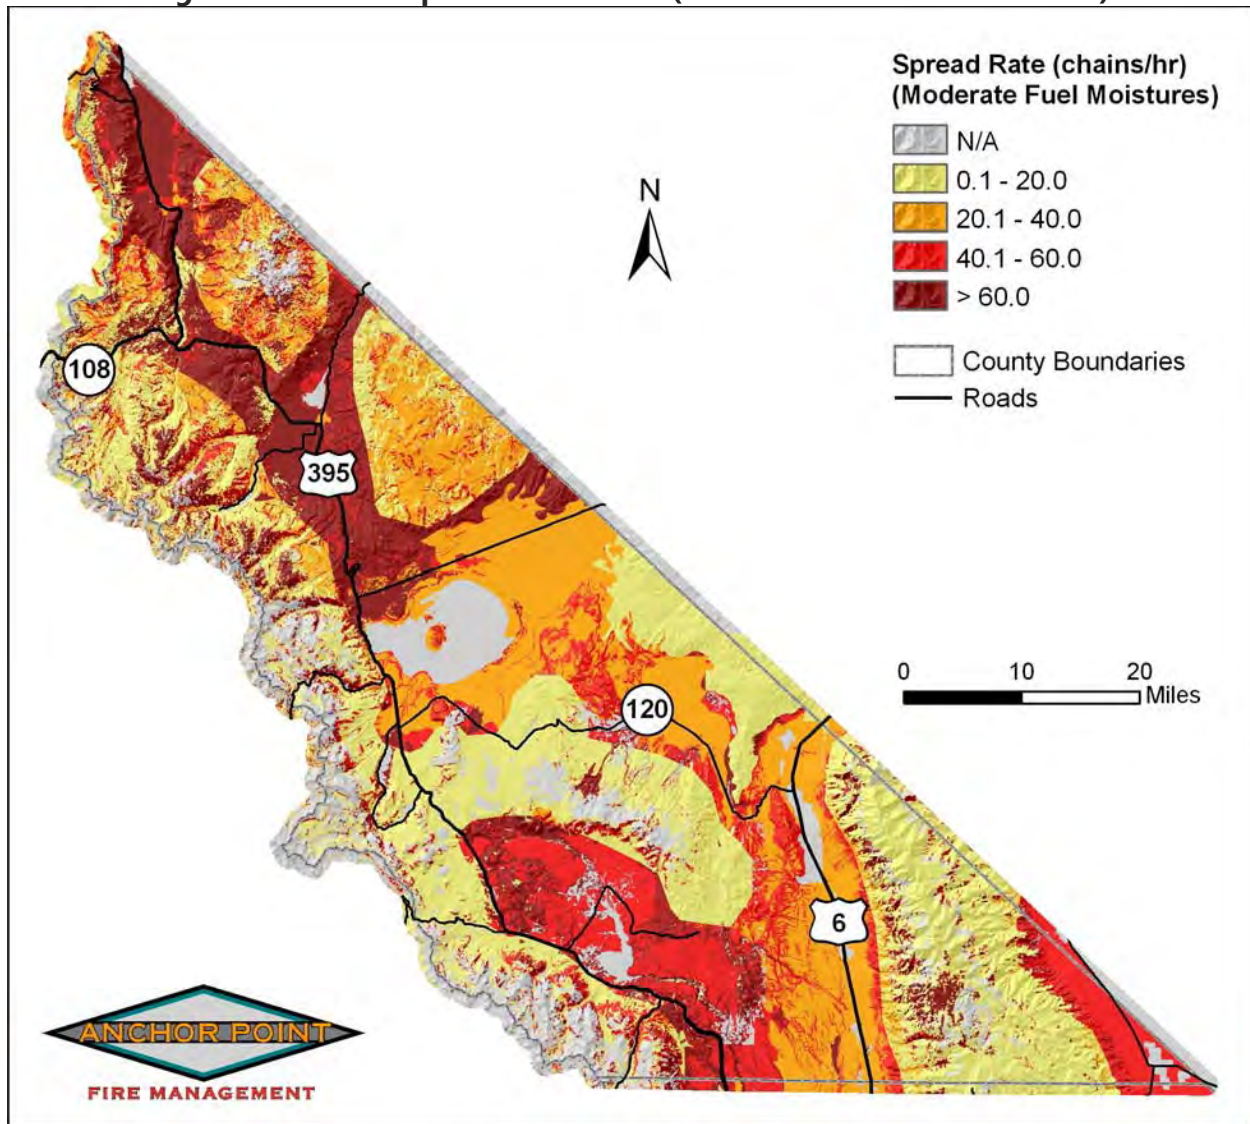 Spread Rate (chains/hr)
(Moderate Fuel Moistures)
N/A
0.1 - 20.0
20.1 - 40.0
40.1 - 60.0
> 60.0
County Boundaries
Roads
N
108
395
0 10 20
Miles
120
6
ANCHOR POINT
FIRE MANAGEMENT